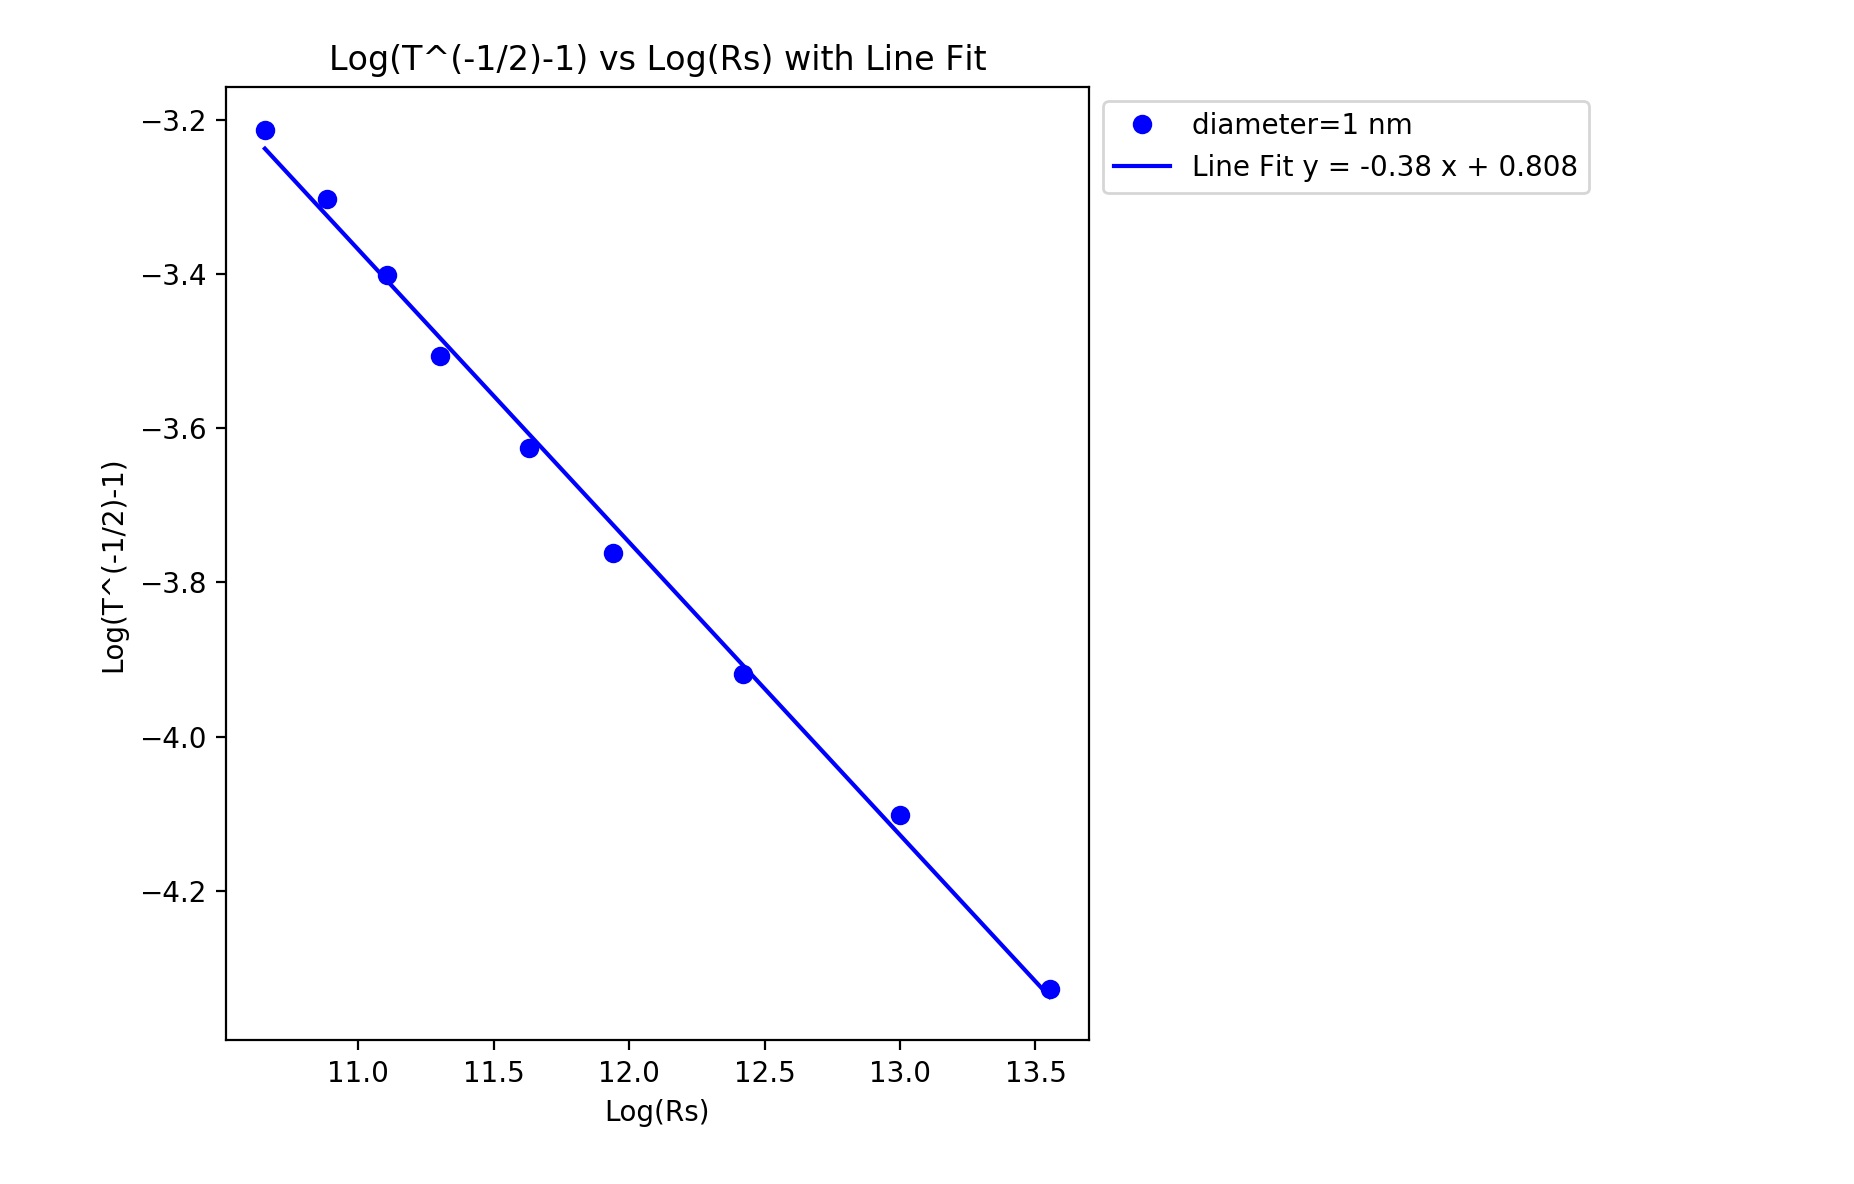 Log(T^(-1/2)-1) vs Log(Rs) with Line Fit
diameter=1 nm
Line Fit y = -0.38 x + 0.808
Log(T^(-1/2)-1)
−3.2
−3.4
−3.6
−3.8
−4.0
−4.2
11.0 11.5 12.0 12.5 13.0 13.5
Log(Rs)